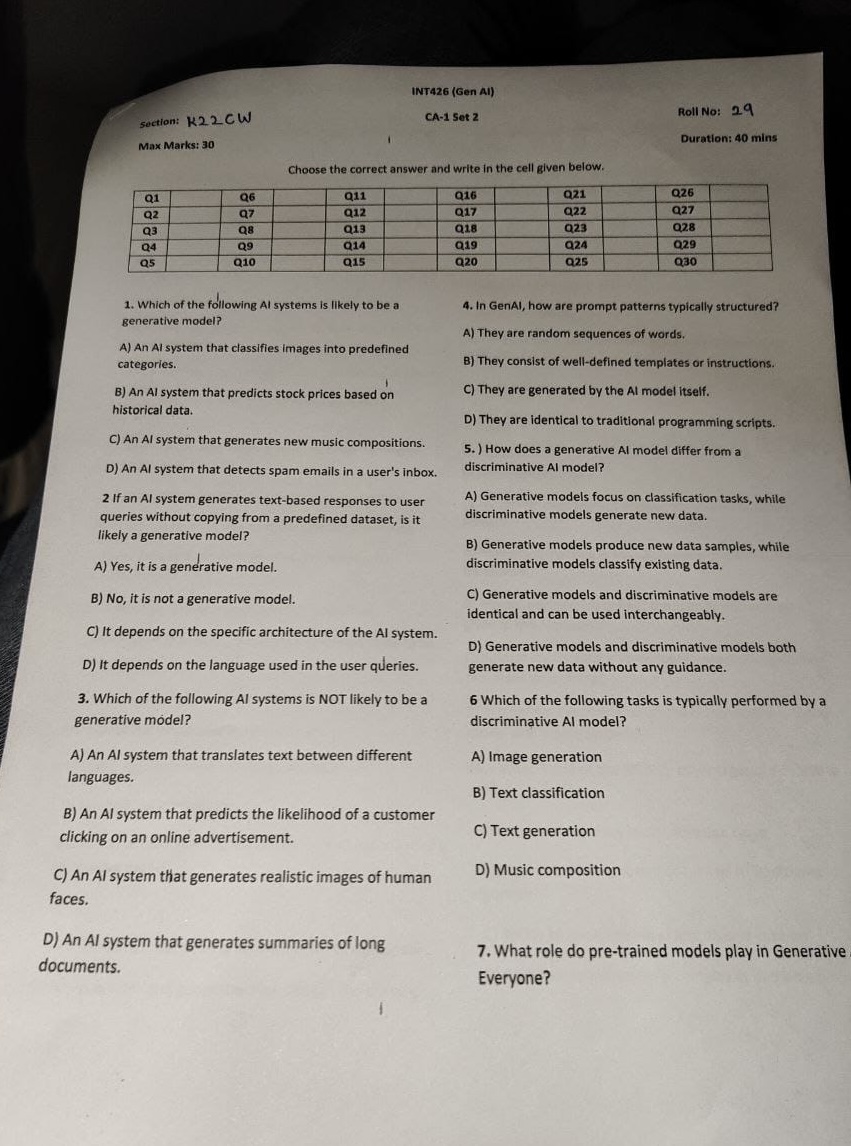 INT426 (Gen AI)
Section: K22CW
CA-1 Set 2
Roll No: 29
Max Marks: 30
Duration: 40 mins
Choose the correct answer and write in the cell given below.
Q1 Q6 Q11 Q16 Q21 Q26
Q2 Q7 Q12 Q17 Q22 Q27
Q3 Q8 Q13 Q18 Q23 Q28
Q4 Q9 Q14 Q19 Q24 Q29
Q5 Q10 Q15 Q20 Q25 Q30
1. Which of the following AI systems is likely to be a
generative model?
A) An AI system that classifies images into predefined
categories.
B) An AI system that predicts stock prices based on
historical data.
C) An AI system that generates new music compositions.
D) An AI system that detects spam emails in a user's inbox.
2 If an AI system generates text-based responses to user
queries without copying from a predefined dataset, is it
likely a generative model?
A) Yes, it is a generative model.
B) No, it is not a generative model.
C) It depends on the specific architecture of the AI system.
D) It depends on the language used in the user queries.
3. Which of the following AI systems is NOT likely to be a
generative model?
A) An AI system that translates text between different
languages.
B) An AI system that predicts the likelihood of a customer
clicking on an online advertisement.
C) An AI system that generates realistic images of human
faces.
D) An AI system that generates summaries of long
documents.
4. In GenAI, how are prompt patterns typically structured?
A) They are random sequences of words.
B) They consist of well-defined templates or instructions.
C) They are generated by the AI model itself.
D) They are identical to traditional programming scripts.
5. ) How does a generative AI model differ from a
discriminative AI model?
A) Generative models focus on classification tasks, while
discriminative models generate new data.
B) Generative models produce new data samples, while
discriminative models classify existing data.
C) Generative models and discriminative models are
identical and can be used interchangeably.
D) Generative models and discriminative models both
generate new data without any guidance.
6 Which of the following tasks is typically performed by a
discriminative AI model?
A) Image generation
B) Text classification
C) Text generation
D) Music composition
7. What role do pre-trained models play in Generative
Everyone?